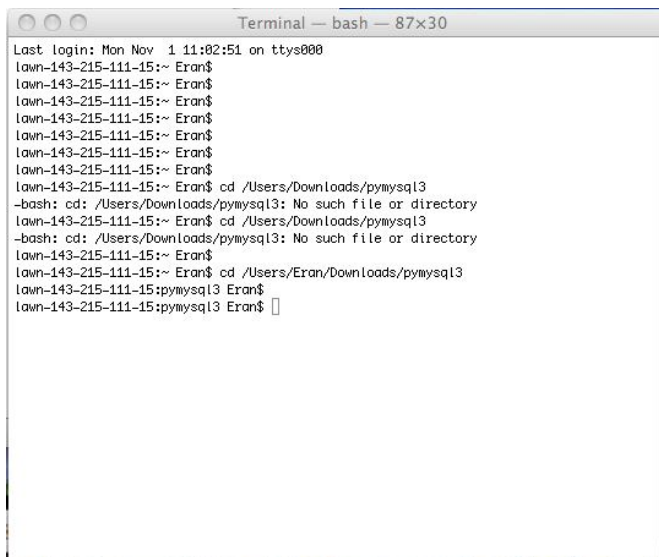 Terminal — bash — 87×30
Last login: Mon Nov  1 11:02:51 on ttys000
lawn-143-215-111-15:~ Eran$
lawn-143-215-111-15:~ Eran$
lawn-143-215-111-15:~ Eran$
lawn-143-215-111-15:~ Eran$
lawn-143-215-111-15:~ Eran$
lawn-143-215-111-15:~ Eran$
lawn-143-215-111-15:~ Eran$ cd /Users/Downloads/pymysql3
-bash: cd: /Users/Downloads/pymysql3: No such file or directory
lawn-143-215-111-15:~ Eran$ cd /Users/Downloads/pymysql3
-bash: cd: /Users/Downloads/pymysql3: No such file or directory
lawn-143-215-111-15:~ Eran$
lawn-143-215-111-15:~ Eran$ cd /Users/Eran/Downloads/pymysql3
lawn-143-215-111-15:pymysql3 Eran$
lawn-143-215-111-15:pymysql3 Eran$